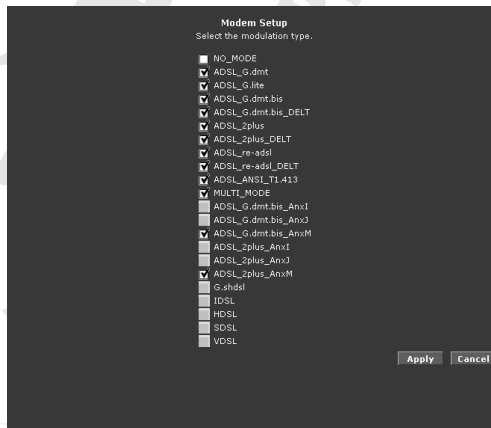 Modem Setup
Select the modulation type.
NO_MODE
ADSL_G.dmt
ADSL_G.lite
ADSL_G.dmt.bis
ADSL_G.dmt.bis_DELT
ADSL_2plus
ADSL_2plus_DELT
ADSL_re-adsl
ADSL_re-adsl_DELT
ADSL_ANSI_T1.413
MULTI_MODE
ADSL_G.dmt.bis_AnxI
ADSL_G.dmt.bis_AnxJ
ADSL_G.dmt.bis_AnxM
ADSL_2plus_AnxI
ADSL_2plus_AnxJ
ADSL_2plus_AnxM
G.shdsl
IDSL
HDSL
SDSL
VDSL
Apply Cancel